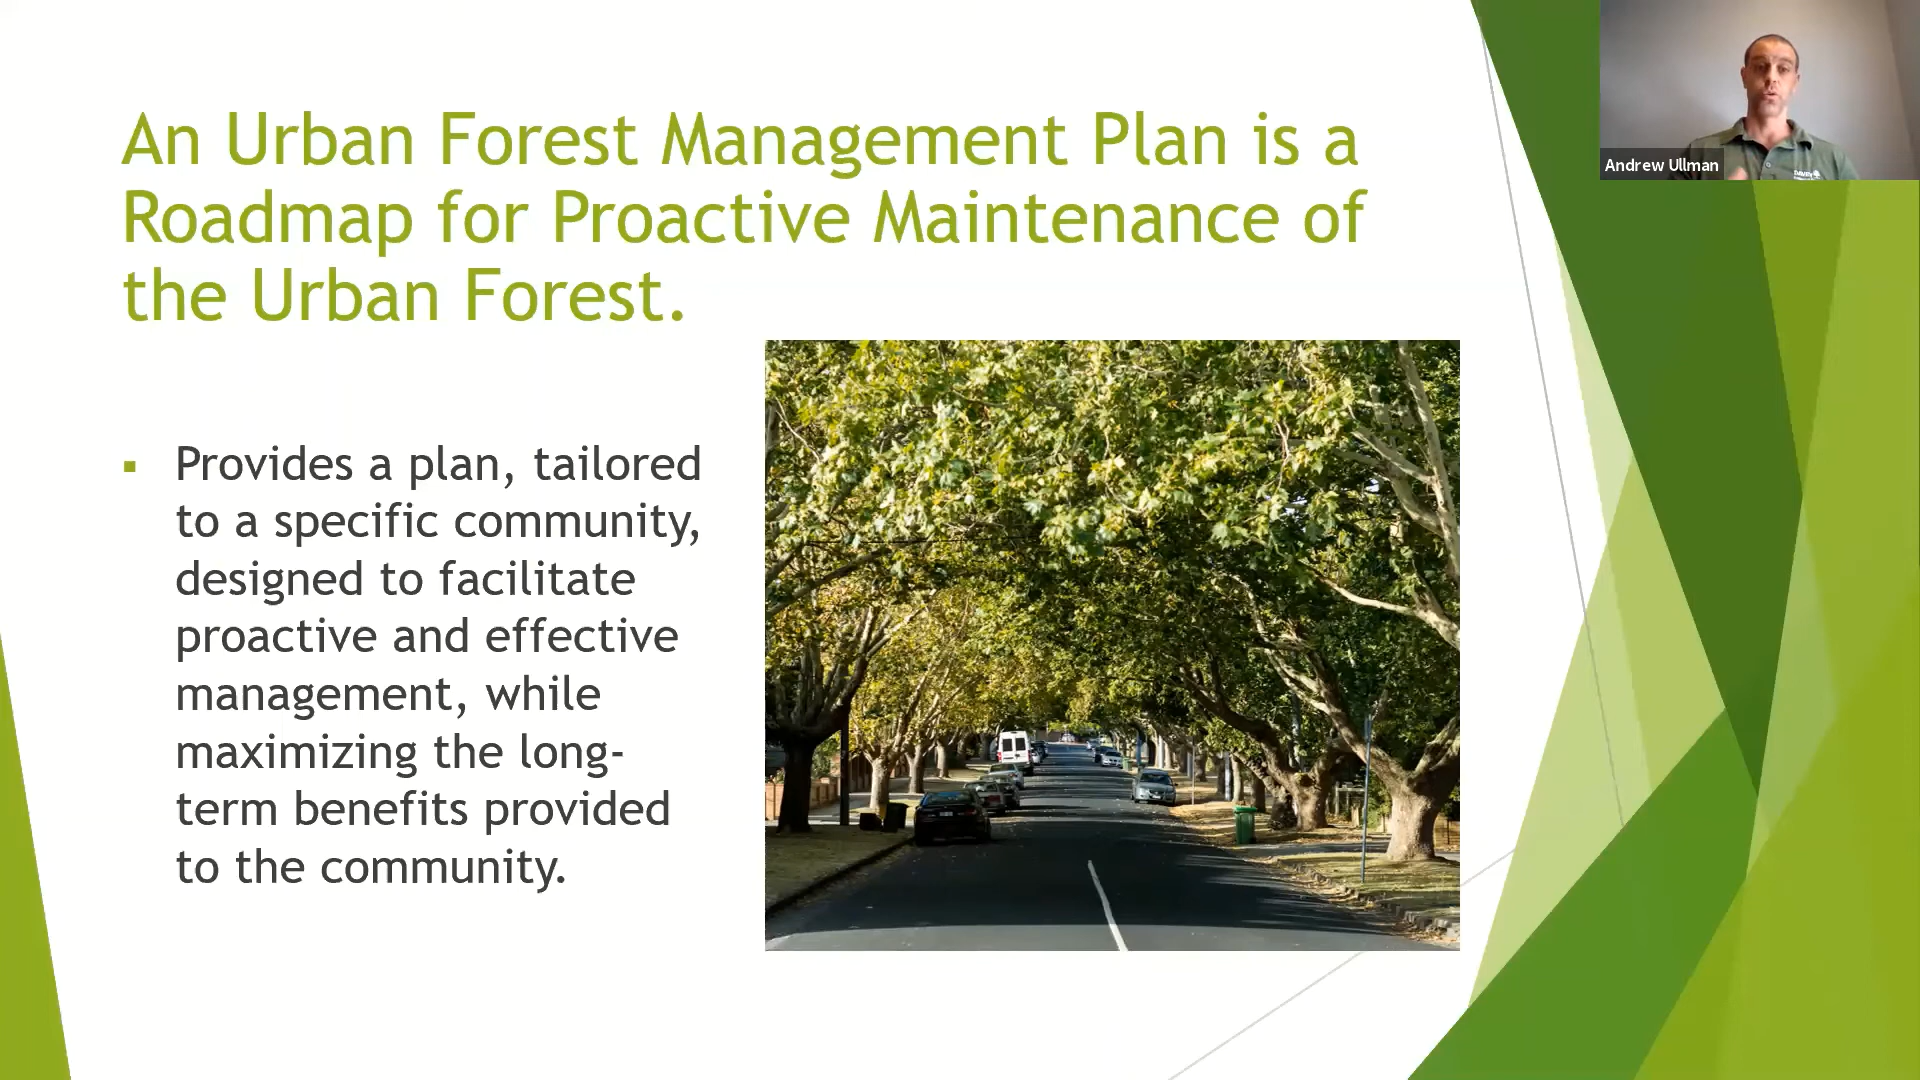 An Urban Forest Management Plan is a
Roadmap for Proactive Maintenance of
the Urban Forest.
Provides a plan, tailored
to a specific community,
designed to facilitate
proactive and effective
management, while
maximizing the long-
term benefits provided
to the community.
Andrew Ullman
DAVEY